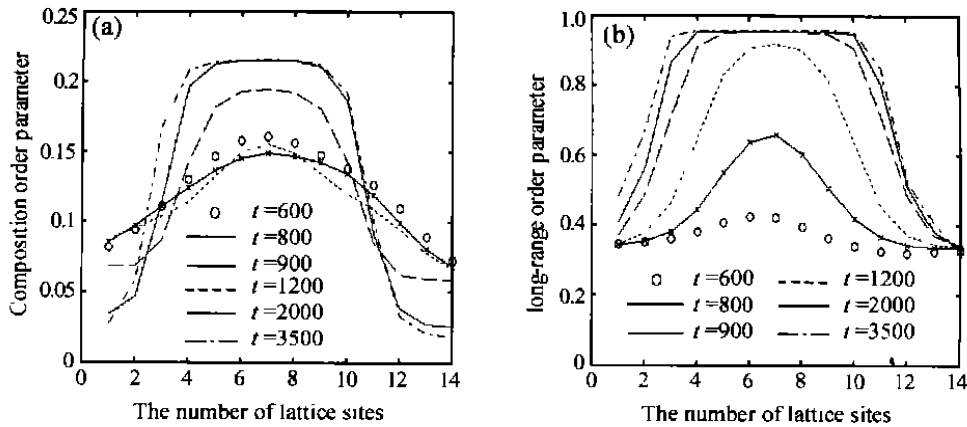 (a)
Composition order parameter
0.25
0.2
0.15
0.1
0.05
0
t=600
t=800
t=900
t=1200
t=2000
t=3500
0 2 4 6 8 10 12 14
The number of lattice sites
(b)
long-range order parameter
1.0
0.8
0.6
0.4
0.2
0
t=600
t=800
t=900
t=1200
t=2000
t=3500
0 2 4 6 8 10 12 14
The number of lattice sites